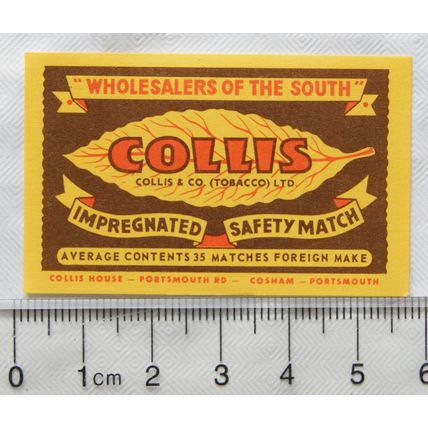 "WHOLESALERS OF THE SOUTH"
COLLIS
COLLIS & CO. (TOBACCO) LTD.
IMPREGNATED SAFETY MATCH
AVERAGE CONTENTS 35 MATCHES FOREIGN MAKE
COLLIS HOUSE — PORTSMOUTH RD — COSHAM — PORTSMOUTH
0 1cm 2 3 4 5 6